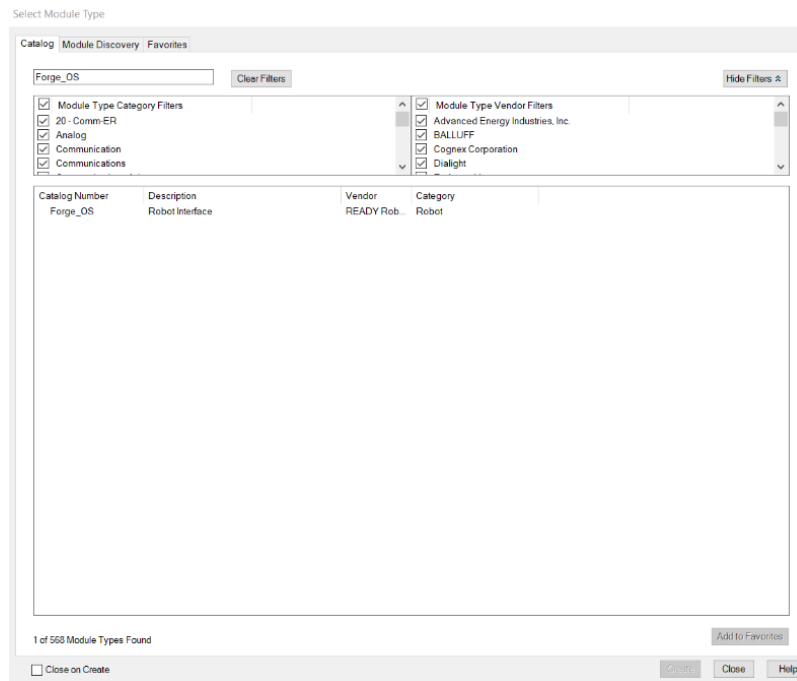 Select Module Type
Catalog Module Discovery Favorites
Forge_OS Clear Filters Hide Filters
Module Type Category Filters Module Type Vendor Filters
20 - Comm-ER Advanced Energy Industries, Inc.
Analog BALLUFF
Communication Cognex Corporation
Communications Dialight
Catalog Number Description Vendor Category
Forge_OS Robot Interface READY Rob... Robot
1 of 568 Module Types Found Add to Favorites
Close on Create Create Close Help